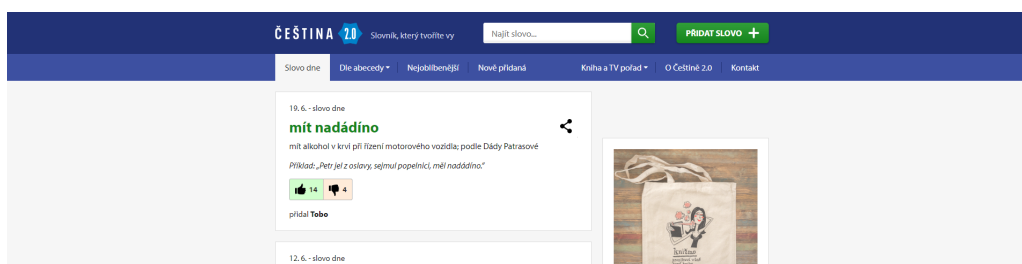 ČEŠTINA 2.0 Slovník, který tvoříte vy Najít slovo... PŘIDAT SLOVO
Slovo dne Dle abecedy Nejoblíbenější Nově přidaná Kniha a TV pořad O Češtině 2.0 Kontakt
19. 6. - slovo dne
mít nadádíno
mít alkohol v krvi při řízení motorového vozidla; podle Dády Patrasové
Příklad: „Petr jel z oslavy, sejmul popelnici, měl nadádíno.“
14 4
přidal Tobo
12. 6. - slovo dne